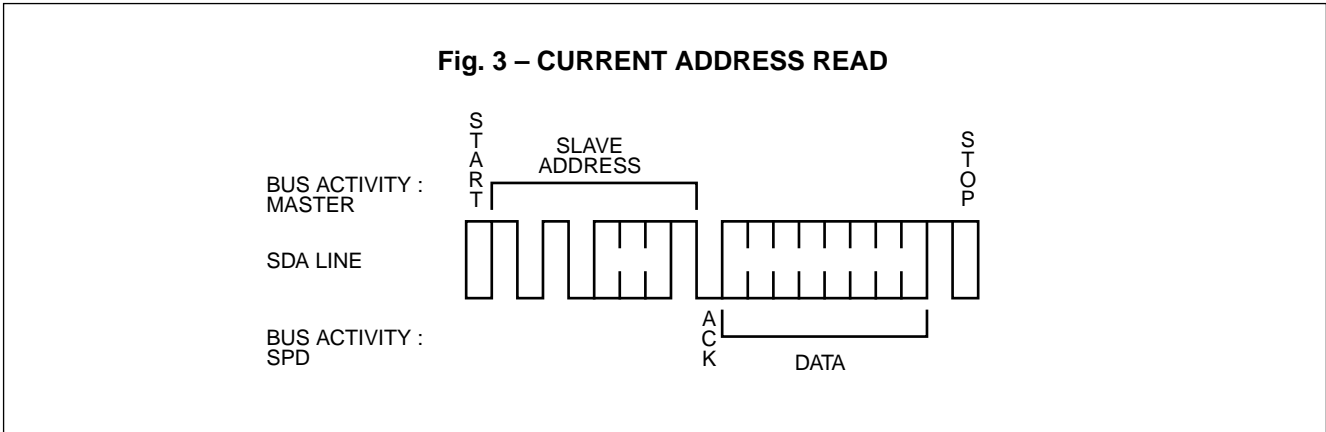 Fig. 3 – CURRENT ADDRESS READ
START
SLAVE
ADDRESS
STOP
BUS ACTIVITY :
MASTER
SDA LINE
BUS ACTIVITY :
SPD
ACK
DATA